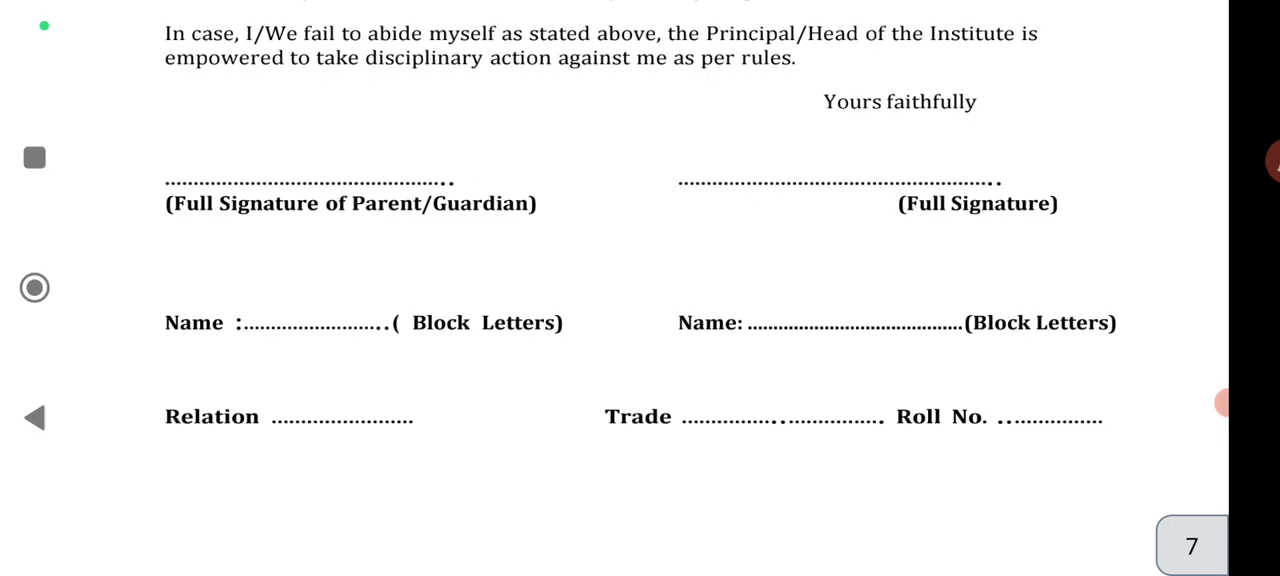 In case, I/We fail to abide myself as stated above, the Principal/Head of the Institute is
empowered to take disciplinary action against me as per rules.
Yours faithfully
.................................................. ..........................................................
(Full Signature of Parent/Guardian) (Full Signature)
Name :..........................( Block Letters) Name: ..........................................(Block Letters)
Relation ........................ Trade .................................. Roll No. .................
7